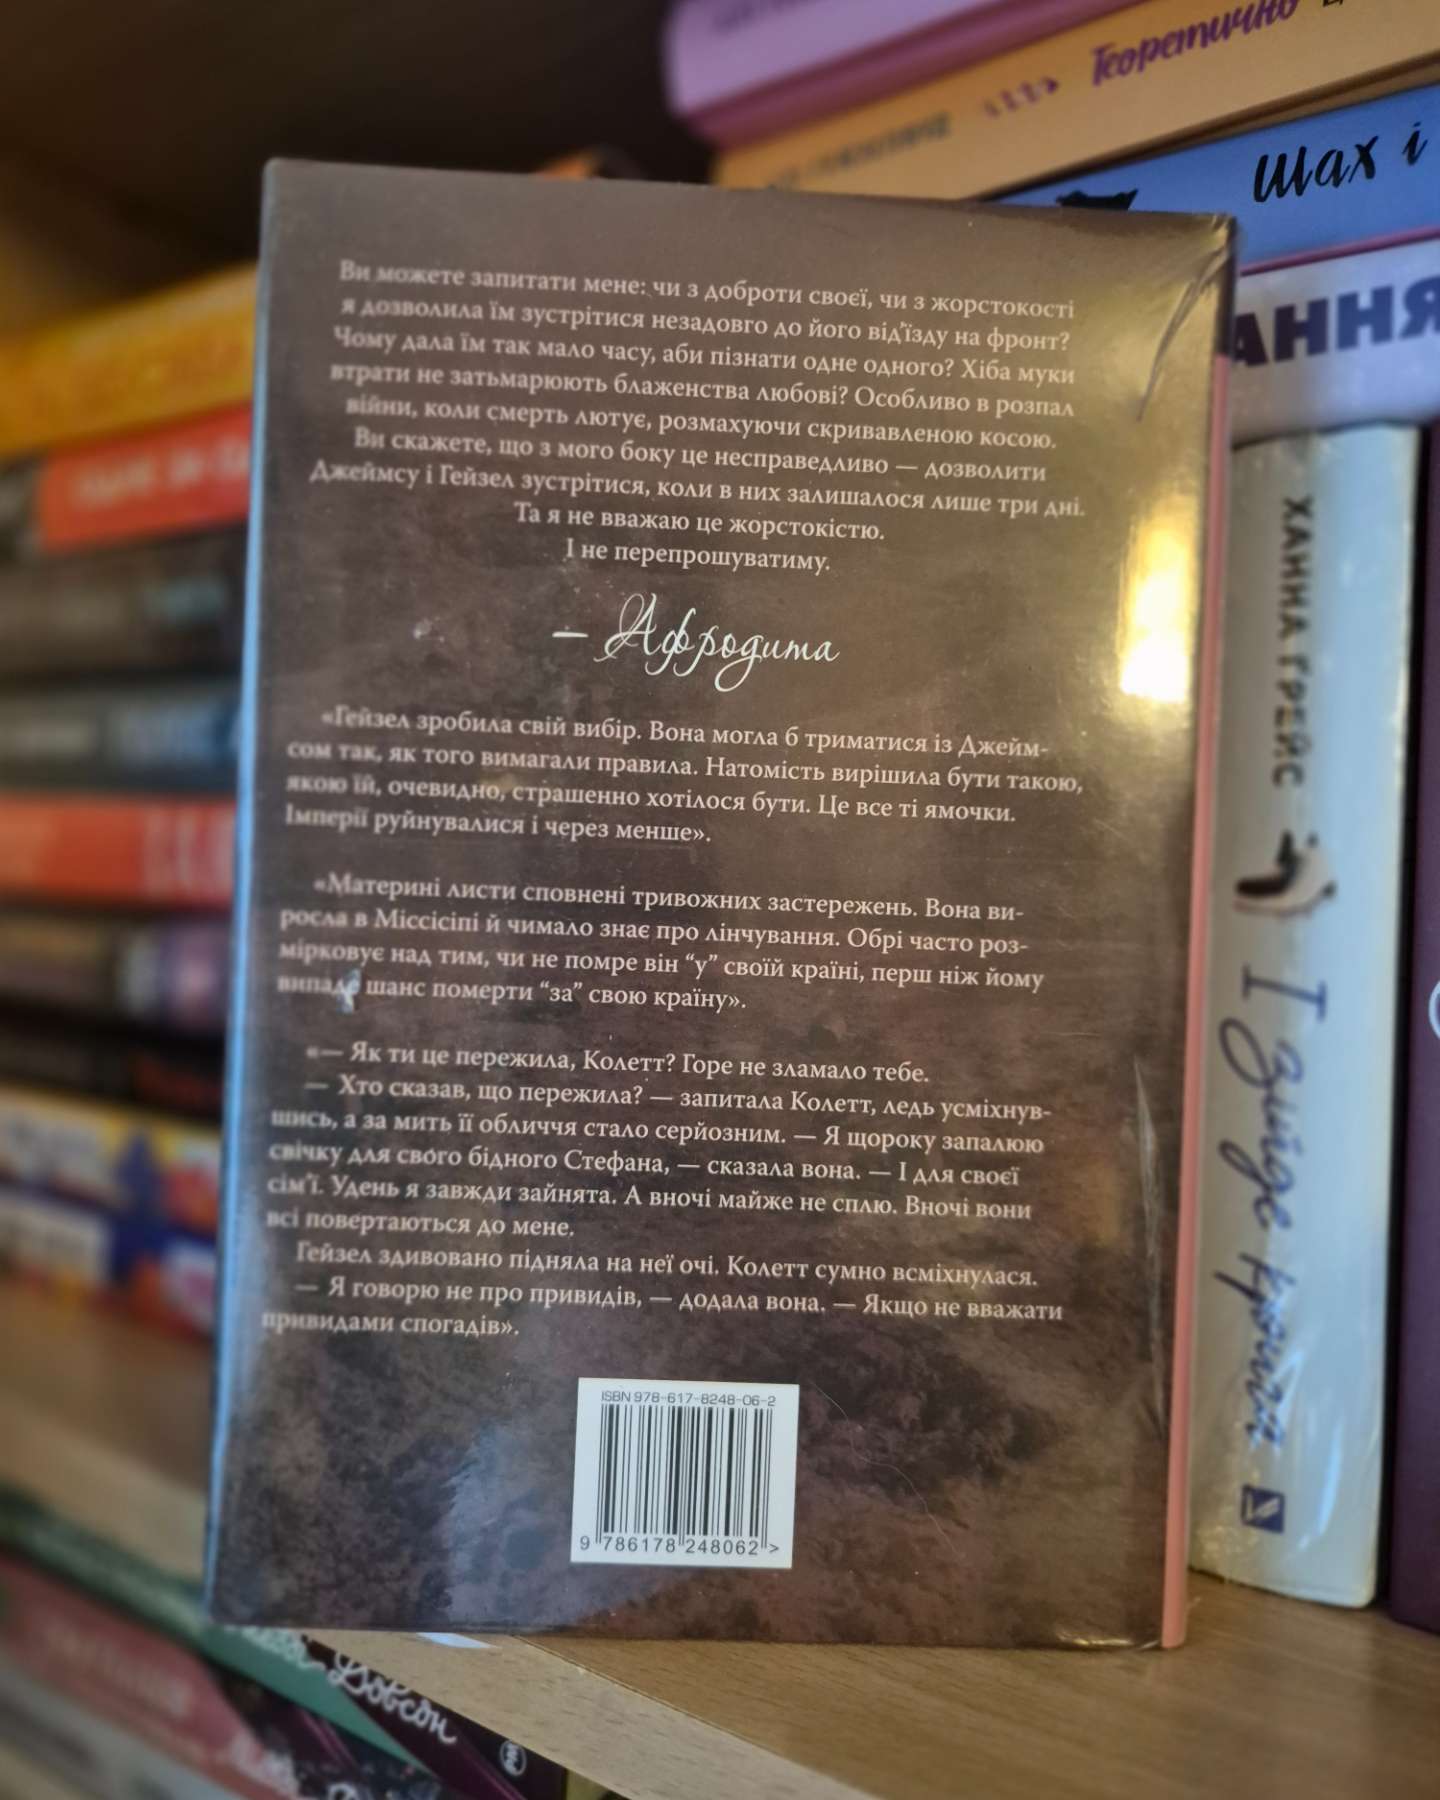 Теоретично
Шах і
АННЯ
Ви можете запитати мене: чи з доброти своєї, чи з жорстокості
я дозволила їм зустрітися незадовго до його від'їзду на фронт?
Чому дала їм так мало часу, аби пізнати одне одного? Хіба муки
втрати не затьмарюють блаженства любові? Особливо в розпал
війни, коли смерть лютує, розмахуючи скривавленою косою.
Ви скажете, що з мого боку це несправедливо — дозволити
Джеймсу і Гейзел зустрітися, коли в них залишалося лише три дні.
Та я не вважаю це жорстокістю.
І не перепрошуватиму.
— Афродита
«Гейзел зробила свій вибір. Вона могла б триматися із Джейм-
сом так, як того вимагали правила. Натомість вирішила бути такою,
якою їй, очевидно, страшенно хотілося бути. Це все ті ямочки.
Імперії руйнувалися і через менше».
«Материні листи сповнені тривожних застережень. Вона ви-
росла в Міссісіпі й чимало знає про лінчування. Обрі часто роз-
мірковує над тим, чи не помре він “у” своїй країні, перш ніж йому
випаде шанс померти “за” свою країну».
«— Як ти це пережила, Колетт? Горе не зламало тебе.
— Хто сказав, що пережила? — запитала Колетт, ледь усміхнув-
шись, а за мить її обличчя стало серйозним. — Я щороку запалюю
свічку для свого бідного Стефана, — сказала вона. — І для своєї
сім'ї. Удень я завжди зайнята. А вночі майже не сплю. Вночі вони
всі повертаються до мене.
Гейзел здивовано підняла на неї очі. Колетт сумно всміхнулася.
— Я говорю не про привидів, — додала вона. — Якщо не вважати
привидами спогадів».
ISBN 978-617-8248-06-2
9 786178 248062 >
ХАННА ГРЕЙС
І зійде крига
Довсон